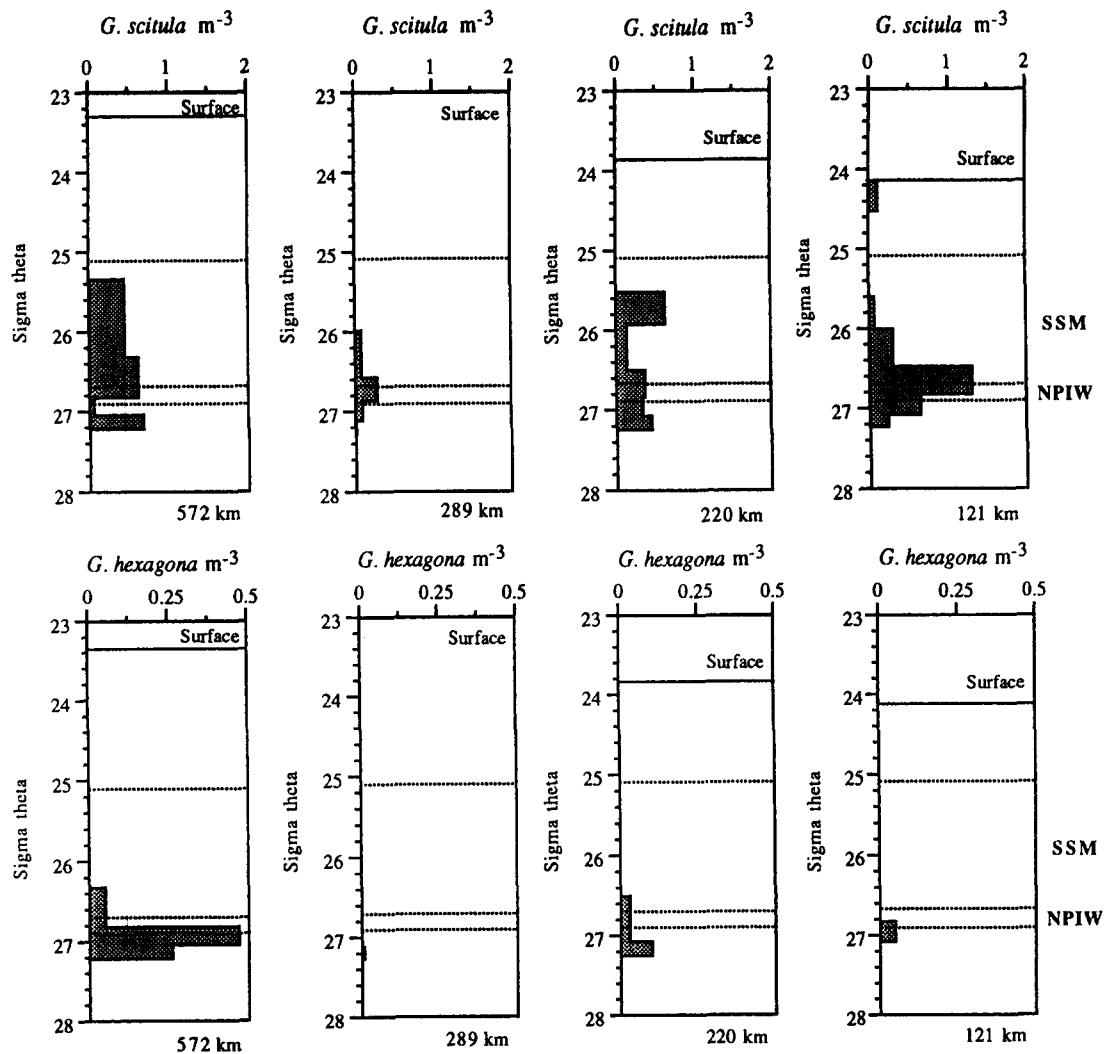 G. scitula m-3 G. scitula m-3 G. scitula m-3 G. scitula m-3
0 1 2 0 1 2 0 1 2 0 1 2
23 Surface 23 Surface 23 Surface 23 Surface
24 24 24 24
25 25 25 25
26 26 26 26 SSM
27 27 27 27 NPIW
28 28 28 28
Sigma theta Sigma theta Sigma theta Sigma theta
572 km 289 km 220 km 121 km
G. hexagona m-3 G. hexagona m-3 G. hexagona m-3 G. hexagona m-3
0 0.25 0.5 0 0.25 0.5 0 0.25 0.5 0 0.25 0.5
23 Surface 23 Surface 23 Surface 23 Surface
24 24 24 24
25 25 25 25
26 26 26 26 SSM
27 27 27 27 NPIW
28 28 28 28
Sigma theta Sigma theta Sigma theta Sigma theta
572 km 289 km 220 km 121 km